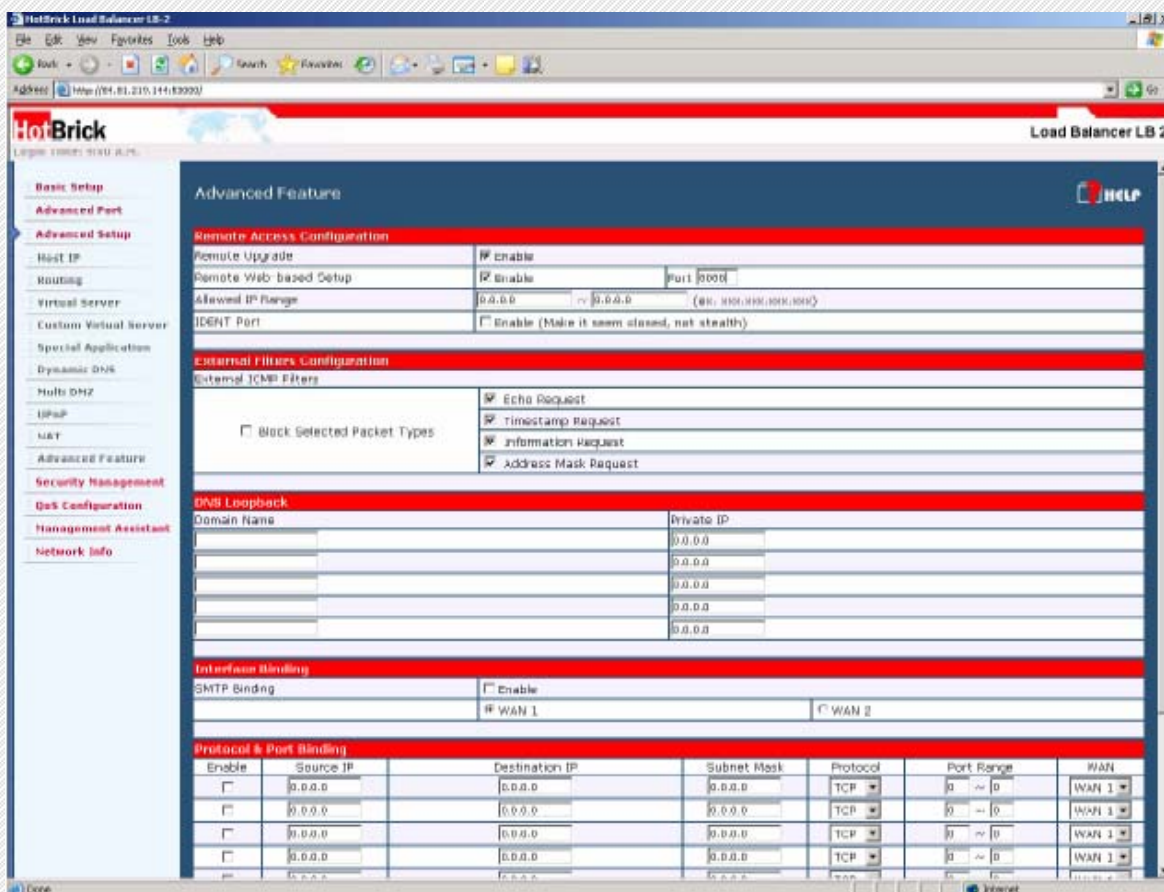 HotBrick Load Balancer LB-2
File Edit View Favorites Tools Help
Back Search Favorites
Address Go
HotBrick
Load Balancer LB 2
Basic Setup
Advanced Port
Advanced Setup
Host IP
Routing
Virtual Server
Custom Virtual Server
Special Application
Dynamic DNS
Multi DMZ
UPnP
NAT
Advanced Feature
Security Management
QoS Configuration
Management Assistant
Network Info
Advanced Feature
HELP
Remote Access Configuration
Remote Upgrade Enable
Remote Web-based Setup Enable Port
Allowed IP Range 0.0.0.0 ~ 0.0.0.0 (ex. xxx.xxx.xxx.xxx)
IDENT Port Enable (Make it seem closed, not stealth)
External Filters Configuration
External ICMP Filters
Block Selected Packet Types
Echo Request
Timestamp Request
Information Request
Address Mask Request
DNS Loopback
Domain Name Private IP
0.0.0.0
0.0.0.0
0.0.0.0
0.0.0.0
0.0.0.0
Interface Binding
SMTP Binding Enable
WAN 1 WAN 2
Protocol & Port Binding
Enable Source IP Destination IP Subnet Mask Protocol Port Range WAN
0.0.0.0 0.0.0.0 0.0.0.0 TCP 0 ~ 0 WAN 1
0.0.0.0 0.0.0.0 0.0.0.0 TCP 0 ~ 0 WAN 1
0.0.0.0 0.0.0.0 0.0.0.0 TCP 0 ~ 0 WAN 1
0.0.0.0 0.0.0.0 0.0.0.0 TCP 0 ~ 0 WAN 1
Done Internet